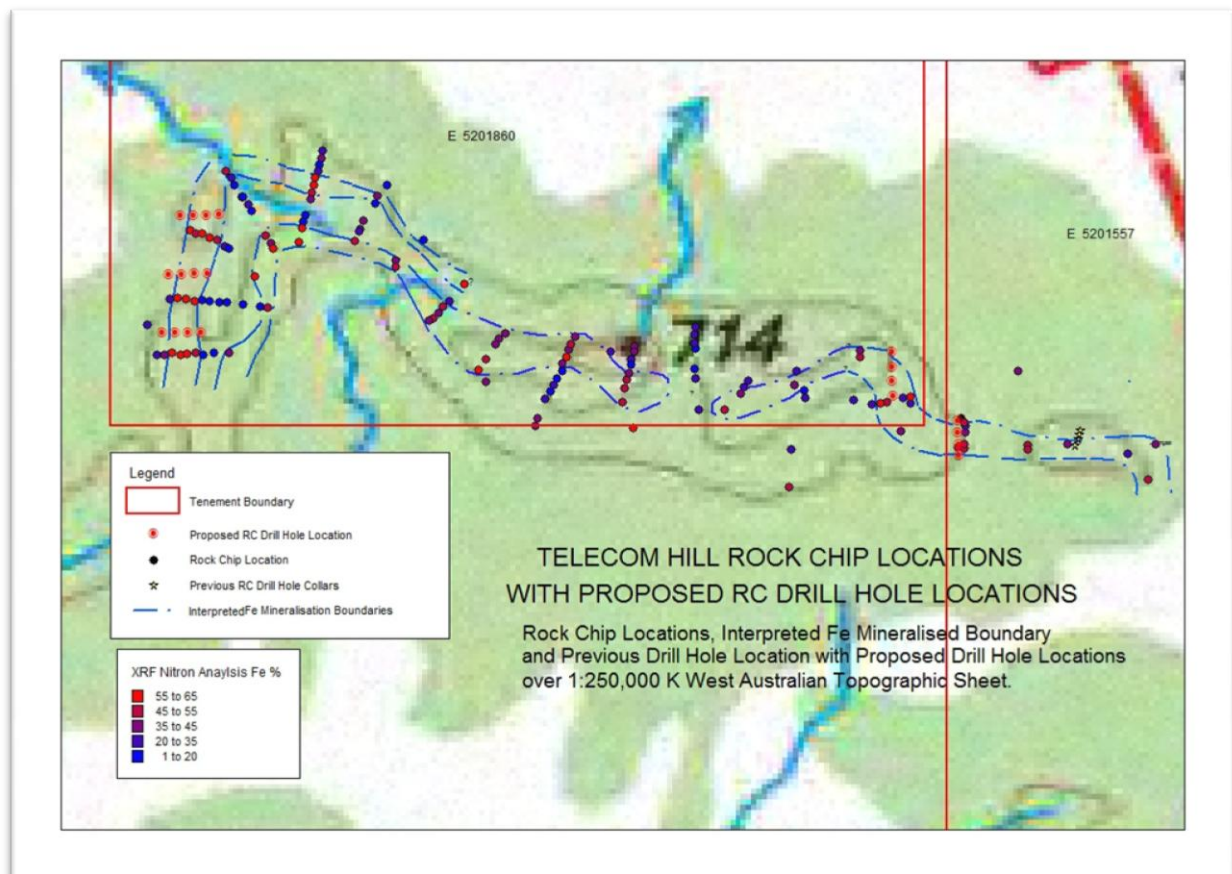 E 5201860
E 5201557
714
Legend
Tenement Boundary
Proposed RC Drill Hole Location
Rock Chip Location
Previous RC Drill Hole Collars
InterpretedFe Mineralisation Boundaries
XRF Nitron Anaylsis Fe %
55 to 65
45 to 55
35 to 45
20 to 35
1 to 20
TELECOM HILL ROCK CHIP LOCATIONS
WITH PROPOSED RC DRILL HOLE LOCATIONS
Rock Chip Locations, Interpreted Fe Mineralised Boundary
and Previous Drill Hole Location with Proposed Drill Hole Locations
over 1:250,000 K West Australian Topographic Sheet.